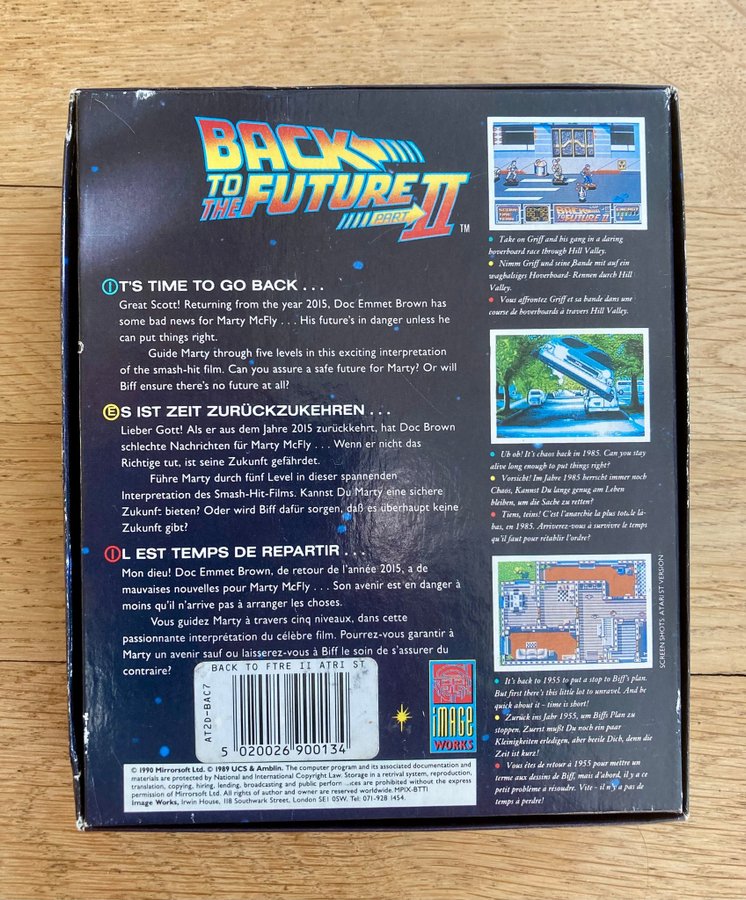 BACK
TO
THE FUTURE
PART II
TM
IT'S TIME TO GO BACK . . .
Great Scott! Returning from the year 2015, Doc Emmet Brown has
some bad news for Marty McFly . . . His future's in danger unless he
can put things right.
Guide Marty through five levels in this exciting interpretation
of the smash-hit film. Can you assure a safe future for Marty? Or will
Biff ensure there's no future at all?
ES IST ZEIT ZURÜCKZUKEHREN . . .
Lieber Gott! Als er aus dem Jahre 2015 zurückkehrt, hat Doc Brown
schlechte Nachrichten für Marty McFly . . . Wenn er nicht das
Richtige tut, ist seine Zukunft gefährdet.
Führe Marty durch fünf Level in dieser spannenden
Interpretation des Smash-Hit-Films. Kannst Du Marty eine sichere
Zukunft bieten? Oder wird Biff dafür sorgen, daß es überhaupt keine
Zukunft gibt?
IL EST TEMPS DE REPARTIR . . .
Mon dieu! Doc Emmet Brown, de retour de l'année 2015, a de
mauvaises nouvelles pour Marty McFly . . . Son avenir est en danger à
moins qu'il n'arrive pas à arranger les choses.
Vous guidez Marty à travers cinq niveaux, dans cette
passionnante interprétation du célèbre film. Pourrez-vous garantir à
Marty un avenir sauf ou laisserez-vous à Biff le soin de s'assurer du
contraire?
BACK TO FTRE II ATRI ST
AT2D-BAC7
5 020026 900134
IMAGE
WORKS
© 1990 Mirrorsoft Ltd. © 1989 UCS & Amblin. The computer program and its associated documentation and
materials are protected by National and International Copyright Law. Storage in a retrival system, reproduction,
translation, copying, hiring, lending, broadcasting and public perform ces are prohibited without the express
permission of Mirrorsoft Ltd. All rights of author and owner are reserved worldwide. MPIX-BTTI
Image Works, Irwin House, 118 Southwark Street, London SE1 0SW. Tel: 071-928 1454.
SCORE
BACK TO THE FUTURE II
ENERGY
• Take on Griff and his gang in a daring
hoverboard race through Hill Valley.
• Nimm Griff und seine Bande mit auf ein
waghalsiges Hoverboard- Rennen durch Hill
Valley.
• Vous affrontez Griff et sa bande dans une
course de hoverboards à travers Hill Valley.
• Uh oh! It's chaos back in 1985. Can you stay
alive long enough to put things right?
• Vorsicht! Im Jahre 1985 herrscht immer noch
Chaos, Kannst Du lange genug am Leben
bleiben, um die Sache zu retten?
• Tiens, teins! C'est l'anarchie la plus totale là-
bas, en 1985. Arriverez-vous à survivre le temps
qu'il faut pour rétablir l'ordre?
SCREEN SHOTS ATARI ST VERSION
• It's back to 1955 to put a stop to Biff's plan.
But first there's this little lot to unravel. And be
quick about it – time is short!
• Zurück ins Jahr 1955, um Biffs Plan zu
stoppen, Zuerst mußt Du noch ein paar
Kleinigkeiten erledigen, aber beeile Dich, denn die
Zeit ist kurz!
• Vous êtes de retour à 1955 pour mettre un
terme aux dessins de Biff, mais d'abord, il y a ce
petit problème à résoudre. Vite – il n'y a pas de
temps à perdre!